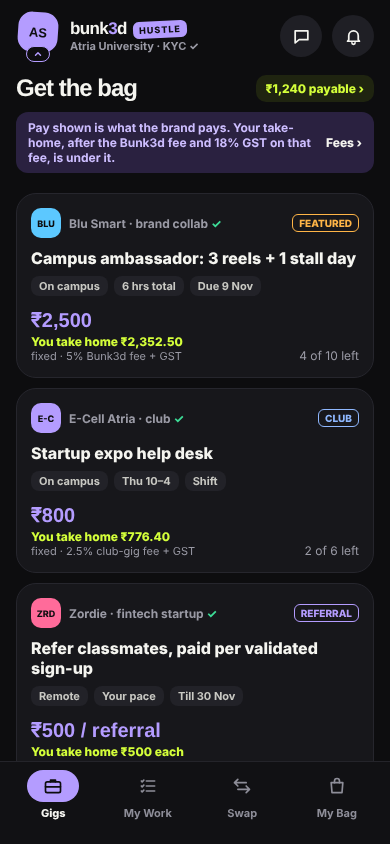 AS
bunk3d HUSTLE
Atria University · KYC ✓
Get the bag
₹1,240 payable ›
Pay shown is what the brand pays. Your take-
home, after the Bunk3d fee and 18% GST on that
fee, is under it.
Fees ›
BLU
Blu Smart · brand collab ✓
FEATURED
Campus ambassador: 3 reels + 1 stall day
On campus
6 hrs total
Due 9 Nov
₹2,500
You take home ₹2,352.50
fixed · 5% Bunk3d fee + GST
4 of 10 left
E-C
E-Cell Atria · club ✓
CLUB
Startup expo help desk
On campus
Thu 10–4
Shift
₹800
You take home ₹776.40
fixed · 2.5% club-gig fee + GST
2 of 6 left
ZRD
Zordie · fintech startup ✓
REFERRAL
Refer classmates, paid per validated
sign-up
Remote
Your pace
Till 30 Nov
₹500 / referral
You take home ₹500 each
Gigs
My Work
Swap
My Bag